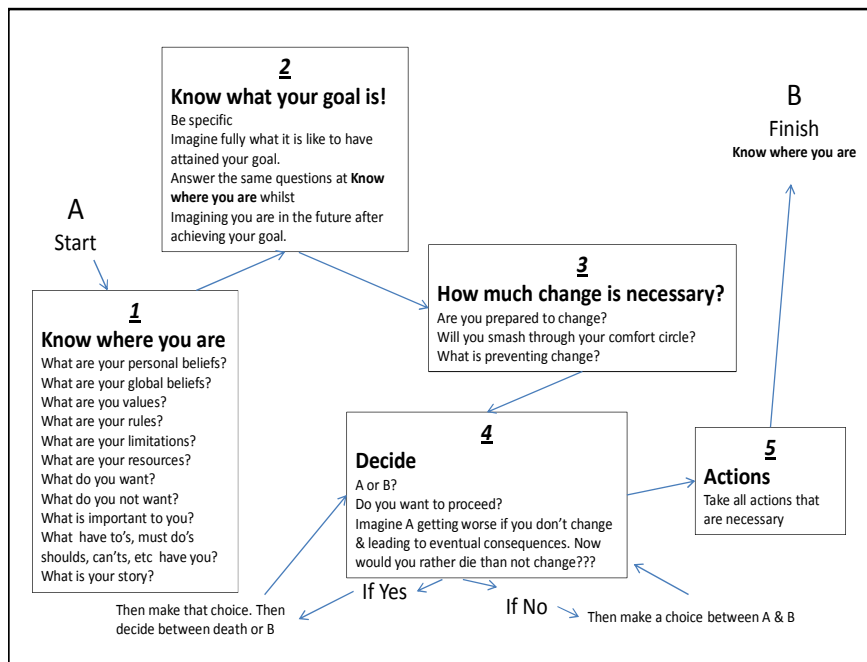 A
Start
1
Know where you are
What are your personal beliefs?
What are your global beliefs?
What are you values?
What are your rules?
What are your limitations?
What are your resources?
What do you want?
What do you not want?
What is important to you?
What  have to's, must do's
shoulds, can'ts, etc  have you?
What is your story?
2
Know what your goal is!
Be specific
Imagine fully what it is like to have
attained your goal.
Answer the same questions at Know
where you are whilst
Imagining you are in the future after
achieving your goal.
3
How much change is necessary?
Are you prepared to change?
Will you smash through your comfort circle?
What is preventing change?
4
Decide
A or B?
Do you want to proceed?
Imagine A getting worse if you don't change
& leading to eventual consequences. Now
would you rather die than not change???
If Yes
Then make that choice. Then
decide between death or B
If No
Then make a choice between A & B
5
Actions
Take all actions that
are necessary
B
Finish
Know where you are